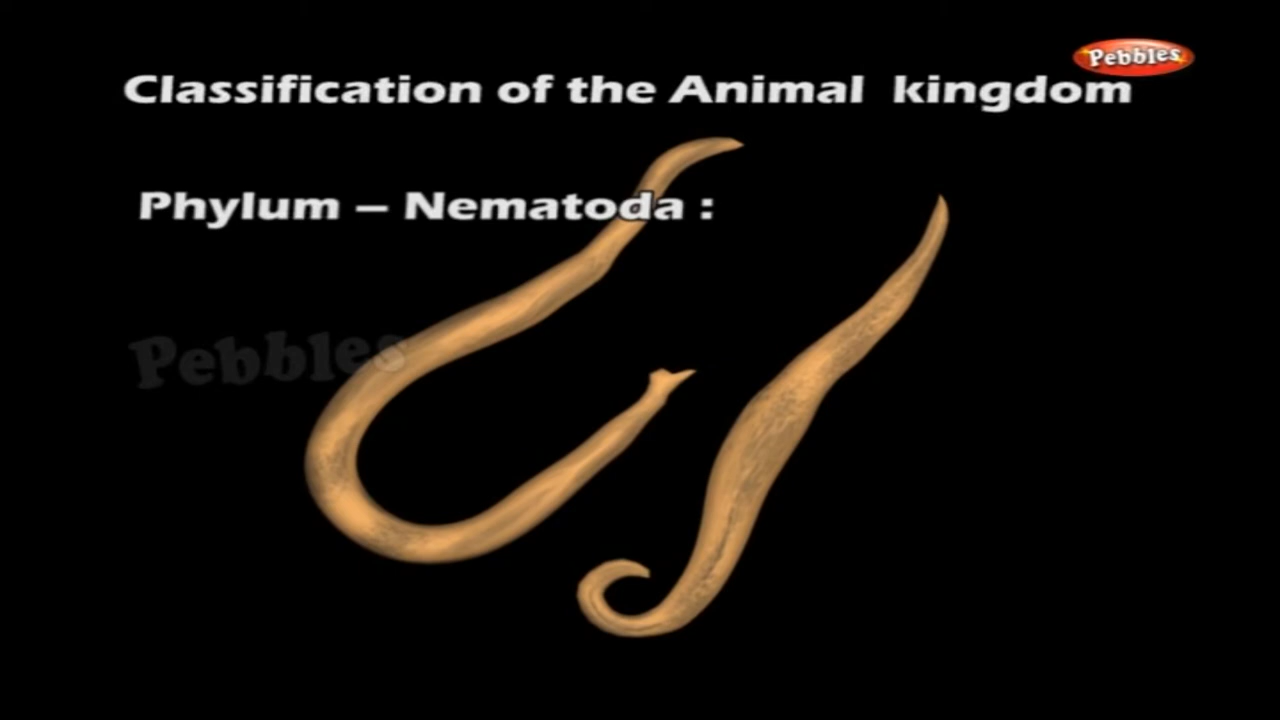 Pebbles
Classification of the Animal kingdom
Phylum – Nematoda :
Pebbles